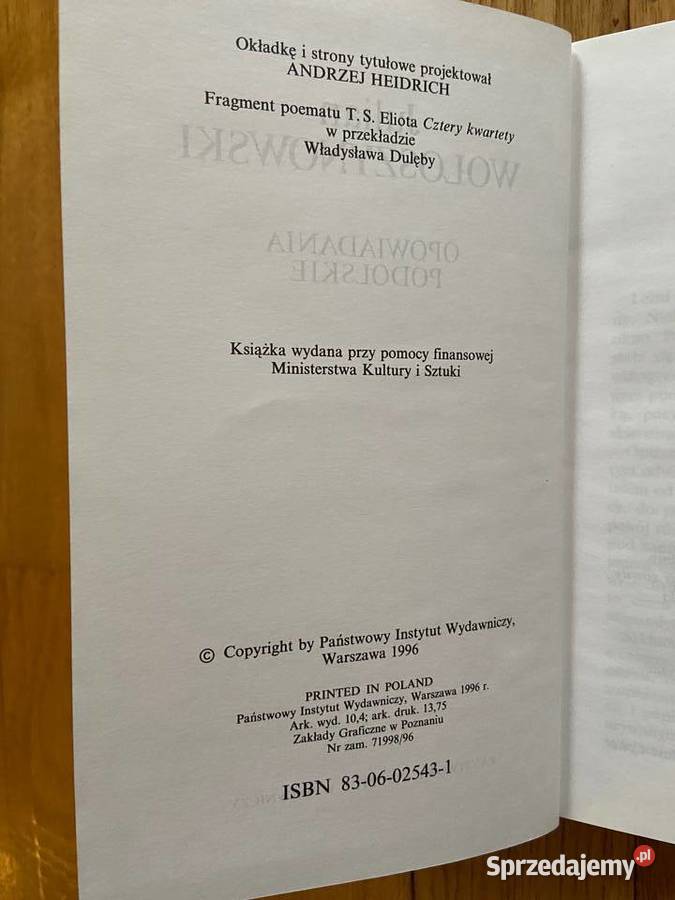 Okładkę i strony tytułowe projektował
ANDRZEJ HEIDRICH
Fragment poematu T. S. Eliota Cztery kwartety
w przekładzie
Władysława Dulęby
WOŁOSZYNOWSKI
OPOWIADANIA
PODOLSKIE
Książka wydana przy pomocy finansowej
Ministerstwa Kultury i Sztuki
© Copyright by Państwowy Instytut Wydawniczy,
Warszawa 1996
PRINTED IN POLAND
Państwowy Instytut Wydawniczy, Warszawa 1996 r.
Ark. wyd. 10,4; ark. druk. 13,75
Zakłady Graficzne w Poznaniu
Nr zam. 71998/96
ISBN 83-06-02543-1
Sprzedajemy.pl